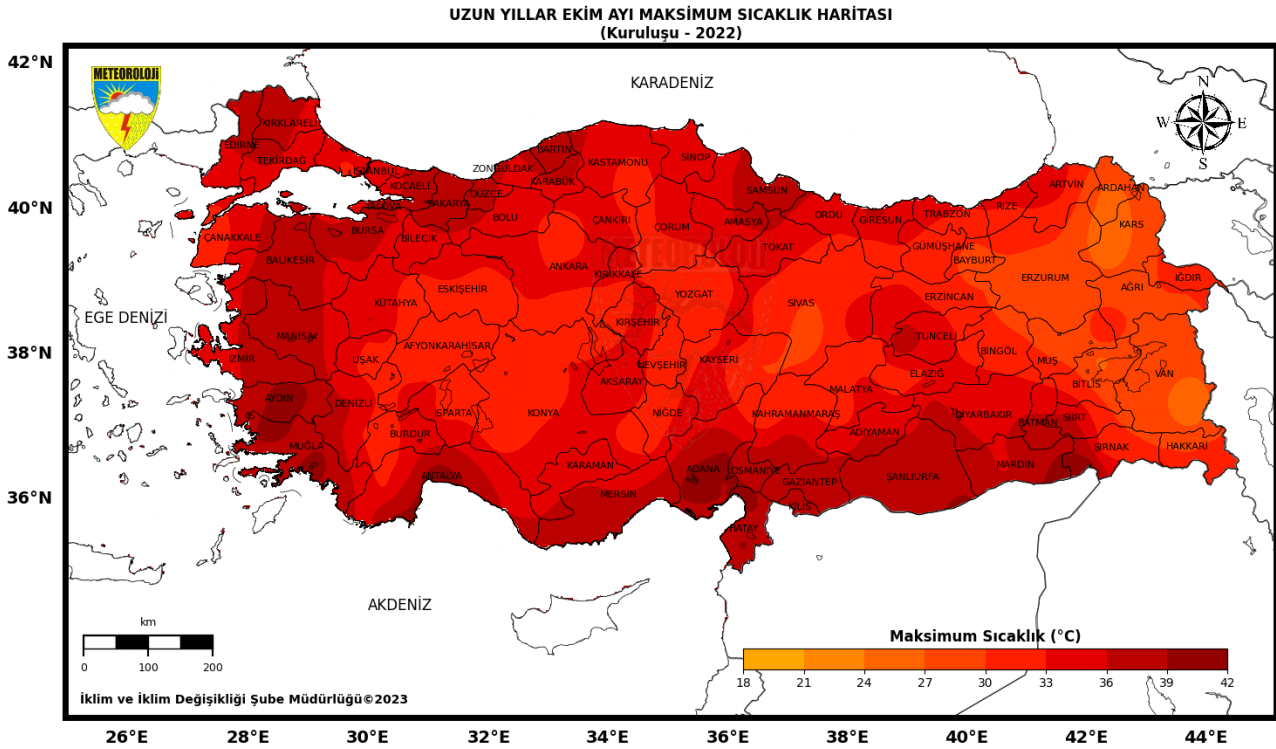 UZUN YILLAR EKİM AYI MAKSİMUM SICAKLIK HARİTASI
(Kuruluşu - 2022)
42°N
40°N
38°N
36°N
METEOROLOJİ
KARADENİZ
N
W E
S
KIRKLARELİ
EDİRNE
TEKİRDAĞ
İSTANBUL
KOCAELİ
YALOVA
SAKARYA
DÜZCE
ZONGULDAK
BARTIN
KARABÜK
KASTAMONU
SİNOP
SAMSUN
BOLU
ÇANKIRI
ÇORUM
AMASYA
TOKAT
ORDU
GİRESUN
TRABZON
RİZE
ARTVİN
ARDAHAN
KARS
GÜMÜŞHANE
BAYBURT
ERZURUM
IĞDIR
AĞRI
ÇANAKKALE
BALIKESİR
BURSA
BİLECİK
ESKİŞEHİR
KÜTAHYA
ANKARA
KIRIKKALE
METEOROLOJİ
YOZGAT
KIRŞEHİR
SİVAS
ERZİNCAN
TUNCELİ
BİNGÖL
MUŞ
BİTLİS
VAN
EGE DENİZİ
MANİSA
İZMİR
UŞAK
AFYONKARAHİSAR
AKSARAY
NEVŞEHİR
KAYSERİ
MALATYA
ELAZIĞ
AYDIN
DENİZLİ
ISPARTA
BURDUR
KONYA
NİĞDE
KAHRAMANMARAŞ
ADIYAMAN
DİYARBAKIR
BATMAN
SİİRT
ŞIRNAK
HAKKARİ
MUĞLA
ANTALYA
KARAMAN
MERSİN
ADANA
OSMANİYE
GAZİANTEP
KİLİS
ŞANLIURFA
MARDİN
HATAY
AKDENİZ
km
0 100 200
Maksimum Sıcaklık (°C)
18 21 24 27 30 33 36 39 42
İklim ve İklim Değişikliği Şube Müdürlüğü©2023
26°E 28°E 30°E 32°E 34°E 36°E 38°E 40°E 42°E 44°E